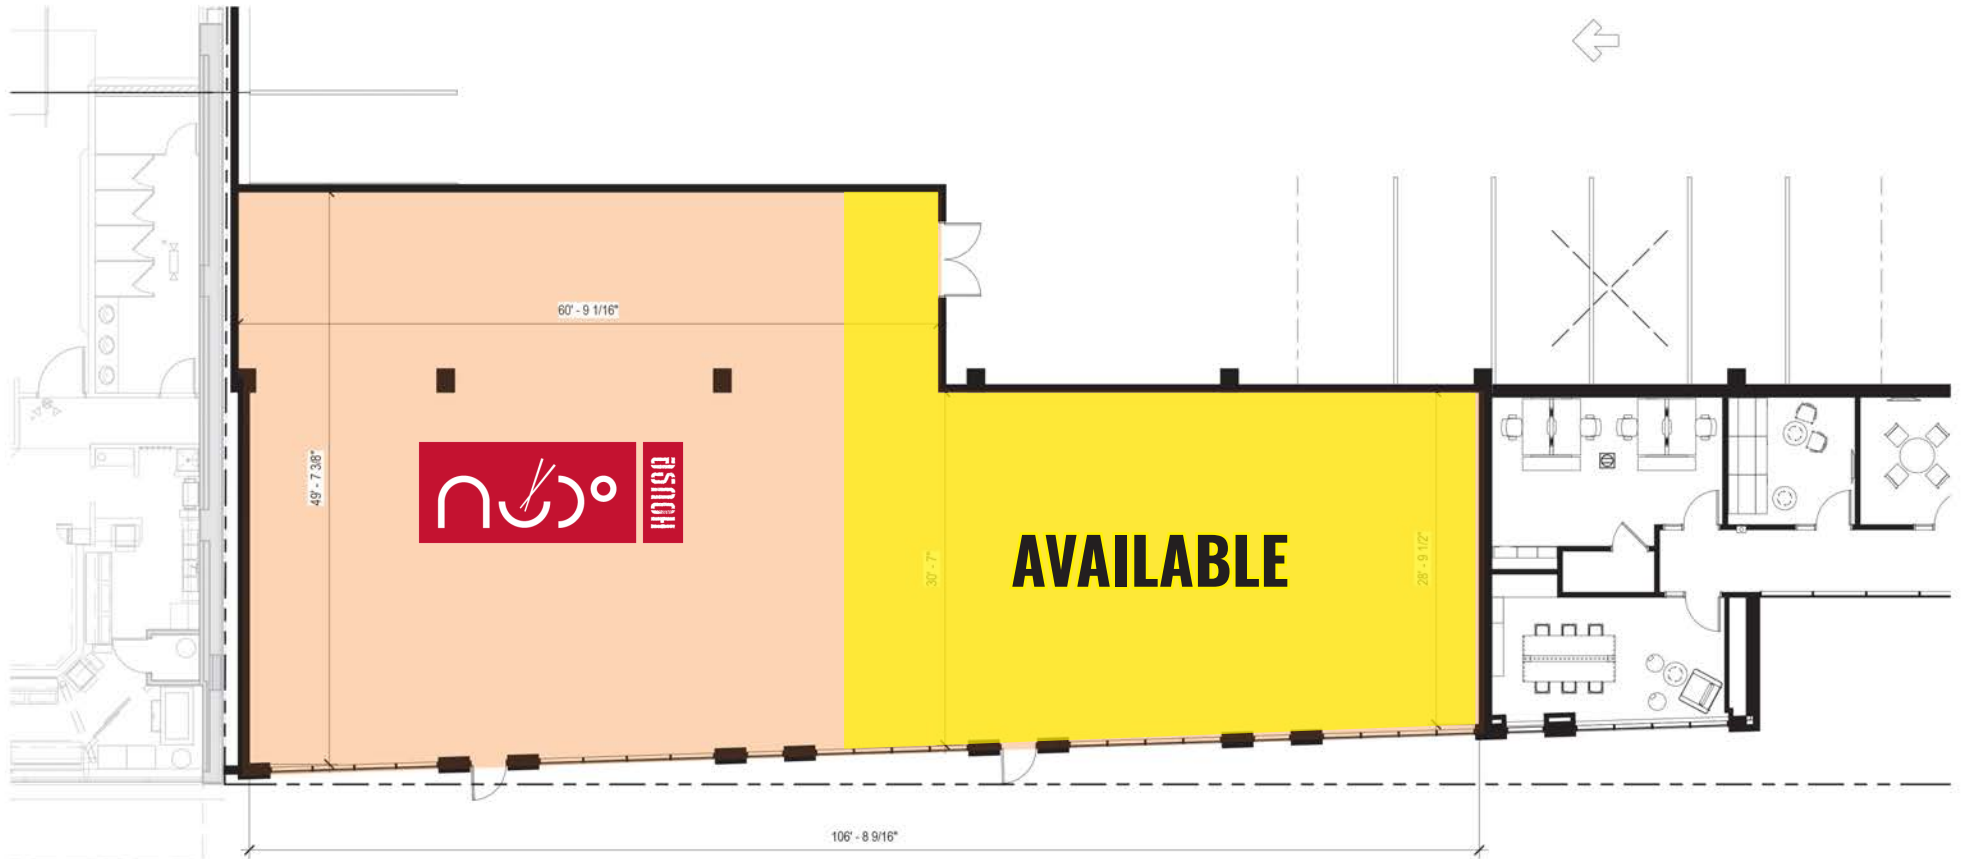 60' - 9 1/16"
49' - 7 3/8"
nudo
HOUSE
AVAILABLE
30' - 7"
28' - 9 1/2"
106' - 8 9/16"